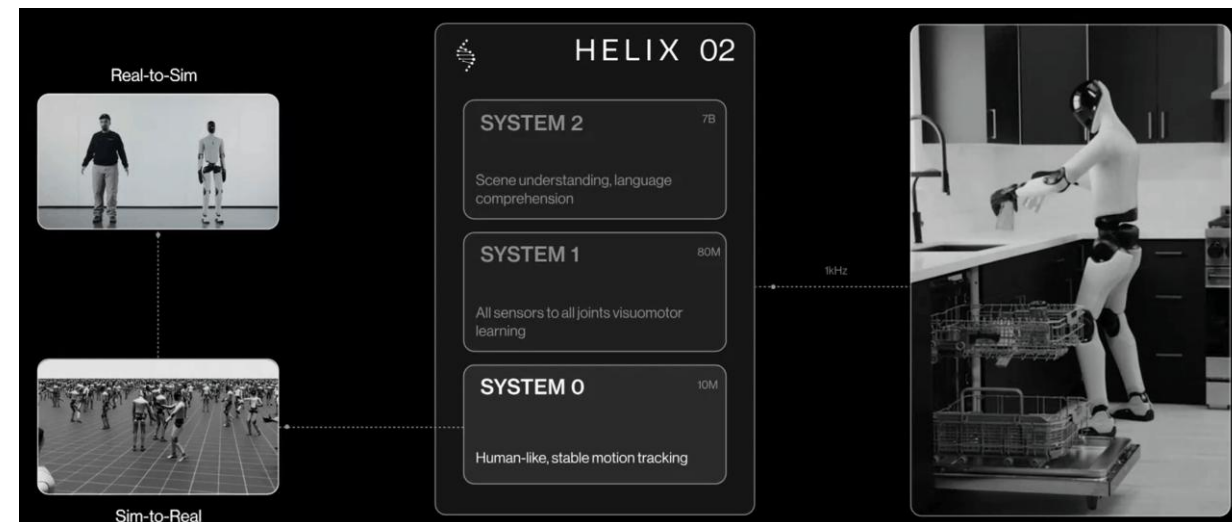 Real-to-Sim
Sim-to-Real
HELIX 02
SYSTEM 2
7B
Scene understanding, language
comprehension
SYSTEM 1
80M
All sensors to all joints visuomotor
learning
SYSTEM 0
10M
Human-like, stable motion tracking
1kHz